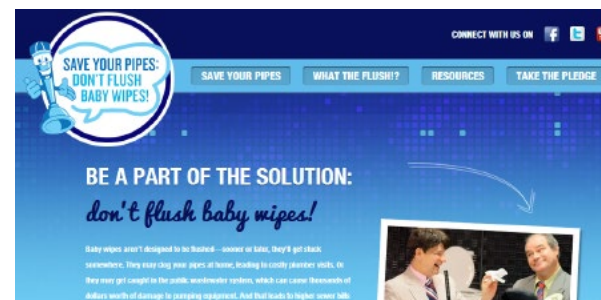 CONNECT WITH US ON
SAVE YOUR PIPES:
DON'T FLUSH
BABY WIPES!
SAVE YOUR PIPES
WHAT THE FLUSH!?
RESOURCES
TAKE THE PLEDGE
BE A PART OF THE SOLUTION:
don't flush baby wipes!
Baby wipes aren't designed to be flushed – sooner or later, they'll get stuck
somewhere. They may clog your pipes at home, leading to costly plumber visits. Or
they may get caught in the public wastewater system, which can cause thousands of
dollars worth of damage to pumping equipment. And that leads to higher sewer bills